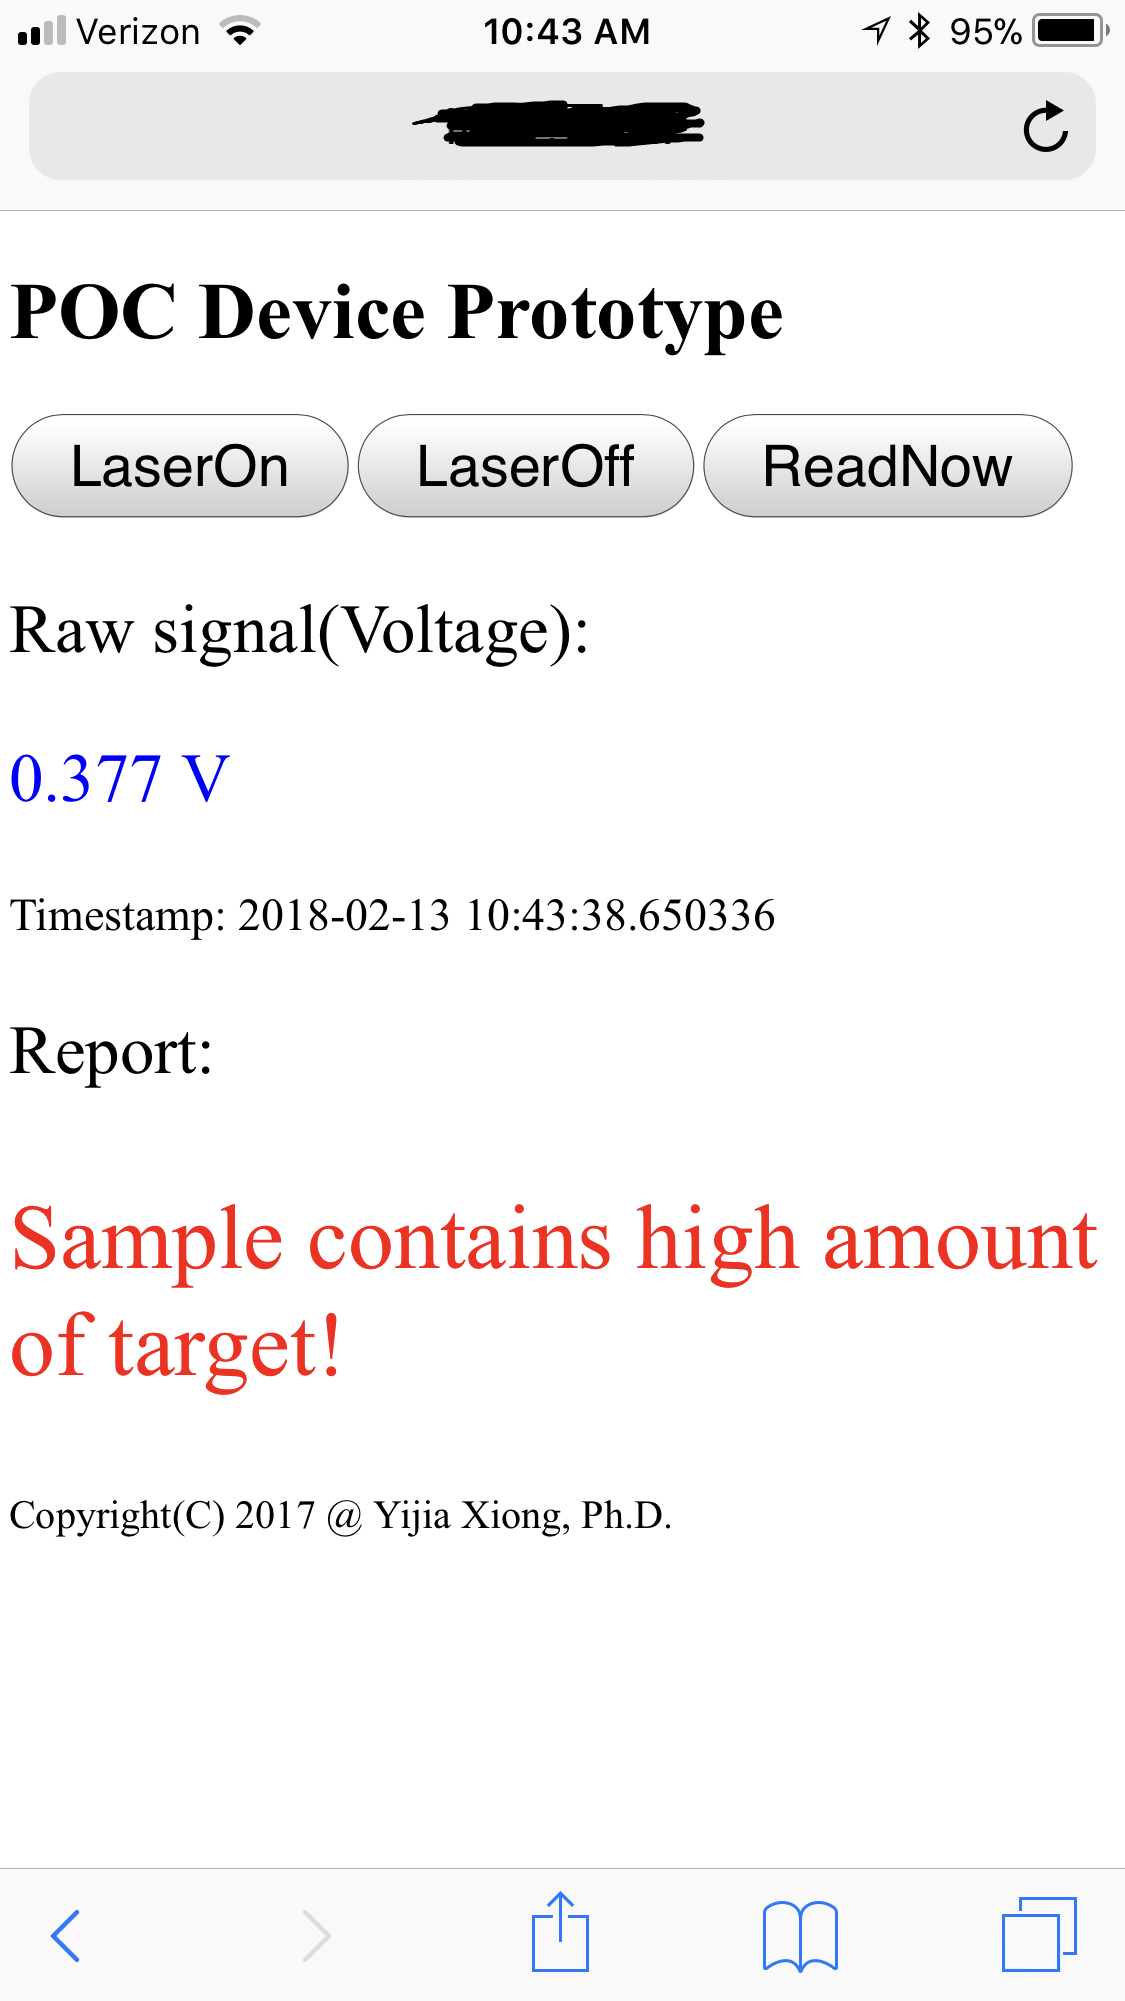 Verizon 10:43 AM 95%
POC Device Prototype
LaserOn LaserOff ReadNow
Raw signal(Voltage):
0.377 V
Timestamp: 2018-02-13 10:43:38.650336
Report:
Sample contains high amount
of target!
Copyright(C) 2017 @ Yijia Xiong, Ph.D.